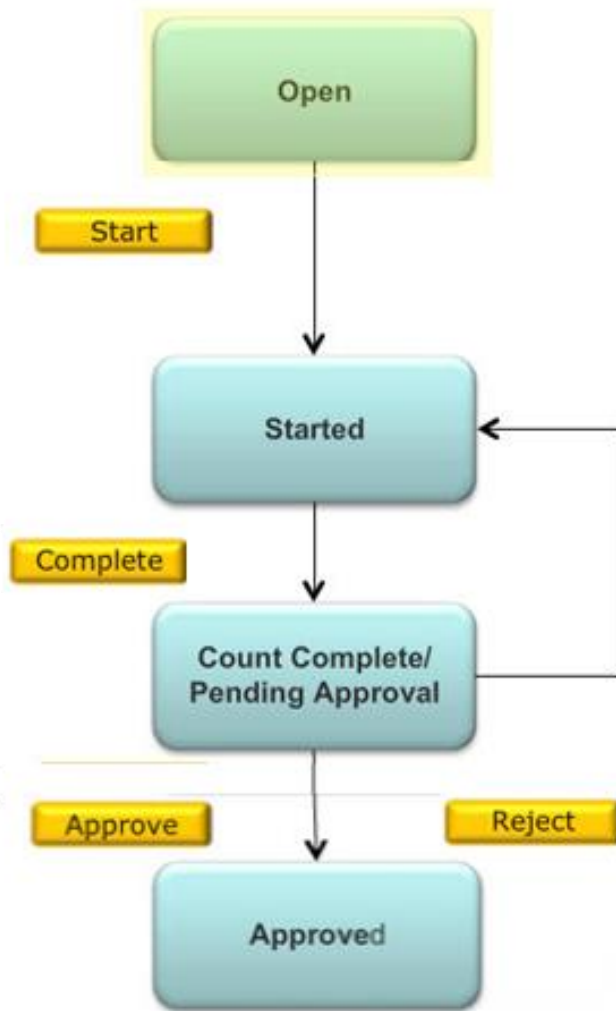 Open
Start
Started
Complete
Count Complete/
Pending Approval
Approve
Reject
Approved